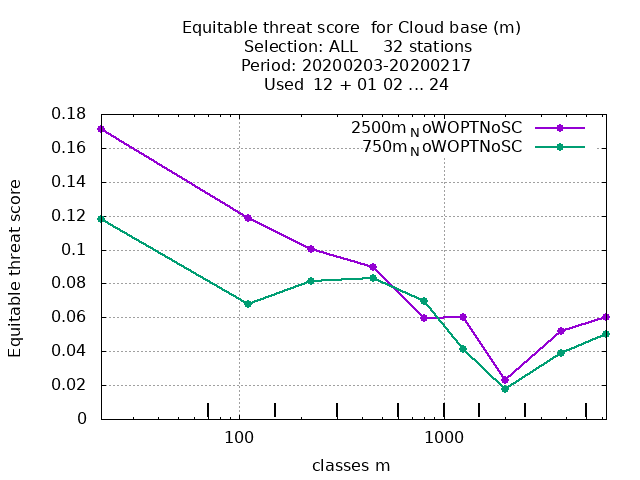 Equitable threat score  for Cloud base (m)
Selection: ALL     32 stations
Period: 20200203-20200217
Used  12 + 01 02 ... 24
2500m NoWOPTNoSC
750m NoWOPTNoSC
0.18
0.16
0.14
0.12
0.1
0.08
0.06
0.04
0.02
0
Equitable threat score
100
1000
classes m